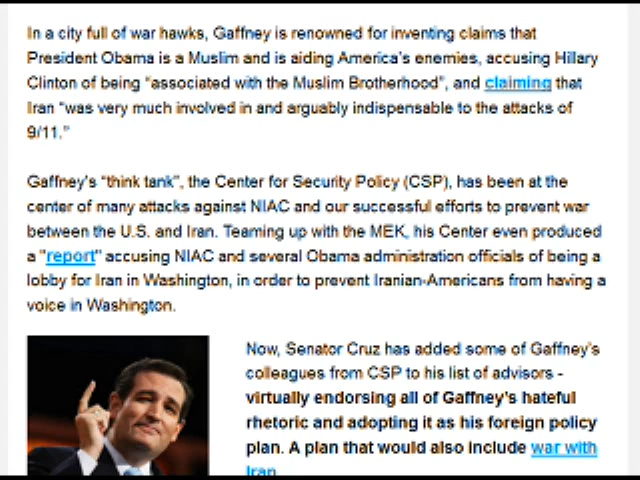 In a city full of war hawks, Gaffney is renowned for inventing claims that
President Obama is a Muslim and is aiding America's enemies, accusing Hillary
Clinton of being "associated with the Muslim Brotherhood", and claiming that
Iran "was very much involved in and arguably indispensable to the attacks of
9/11."
Gaffney's "think tank", the Center for Security Policy (CSP), has been at the
center of many attacks against NIAC and our successful efforts to prevent war
between the U.S. and Iran. Teaming up with the MEK, his Center even produced
a "report" accusing NIAC and several Obama administration officials of being a
lobby for Iran in Washington, in order to prevent Iranian-Americans from having a
voice in Washington.
Now, Senator Cruz has added some of Gaffney's
colleagues from CSP to his list of advisors -
virtually endorsing all of Gaffney's hateful
rhetoric and adopting it as his foreign policy
plan. A plan that would also include war with
Iran